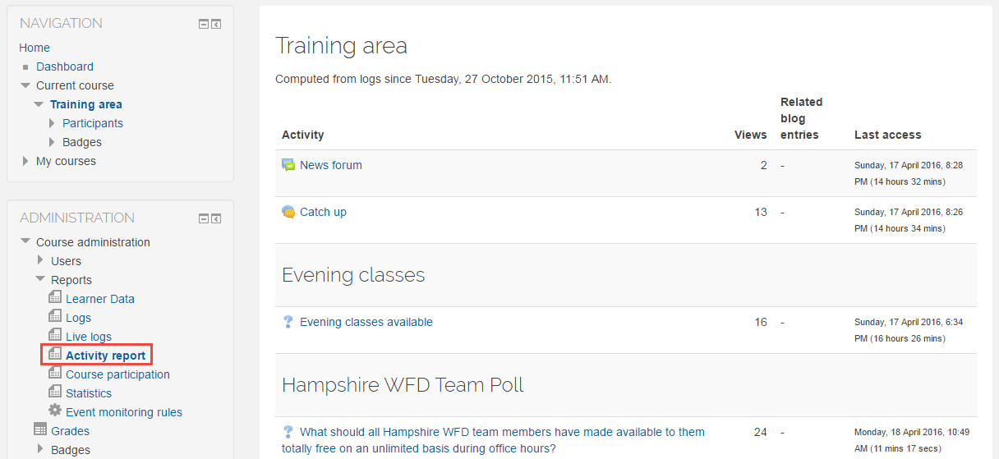 NAVIGATION
Home
Dashboard
Current course
Training area
Participants
Badges
My courses
ADMINISTRATION
Course administration
Users
Reports
Learner Data
Logs
Live logs
Activity report
Course participation
Statistics
Event monitoring rules
Grades
Badges
Training area
Computed from logs since Tuesday, 27 October 2015, 11:51 AM.
Activity Views Related blog entries Last access
News forum 2 - Sunday, 17 April 2016, 8:28
PM (14 hours 32 mins)
Catch up 13 - Sunday, 17 April 2016, 8:26
PM (14 hours 34 mins)
Evening classes
Evening classes available 16 - Sunday, 17 April 2016, 6:34
PM (16 hours 26 mins)
Hampshire WFD Team Poll
What should all Hampshire WFD team members have made available to them 24 - Monday, 18 April 2016, 10:49
totally free on an unlimited basis during office hours? AM (11 mins 17 secs)